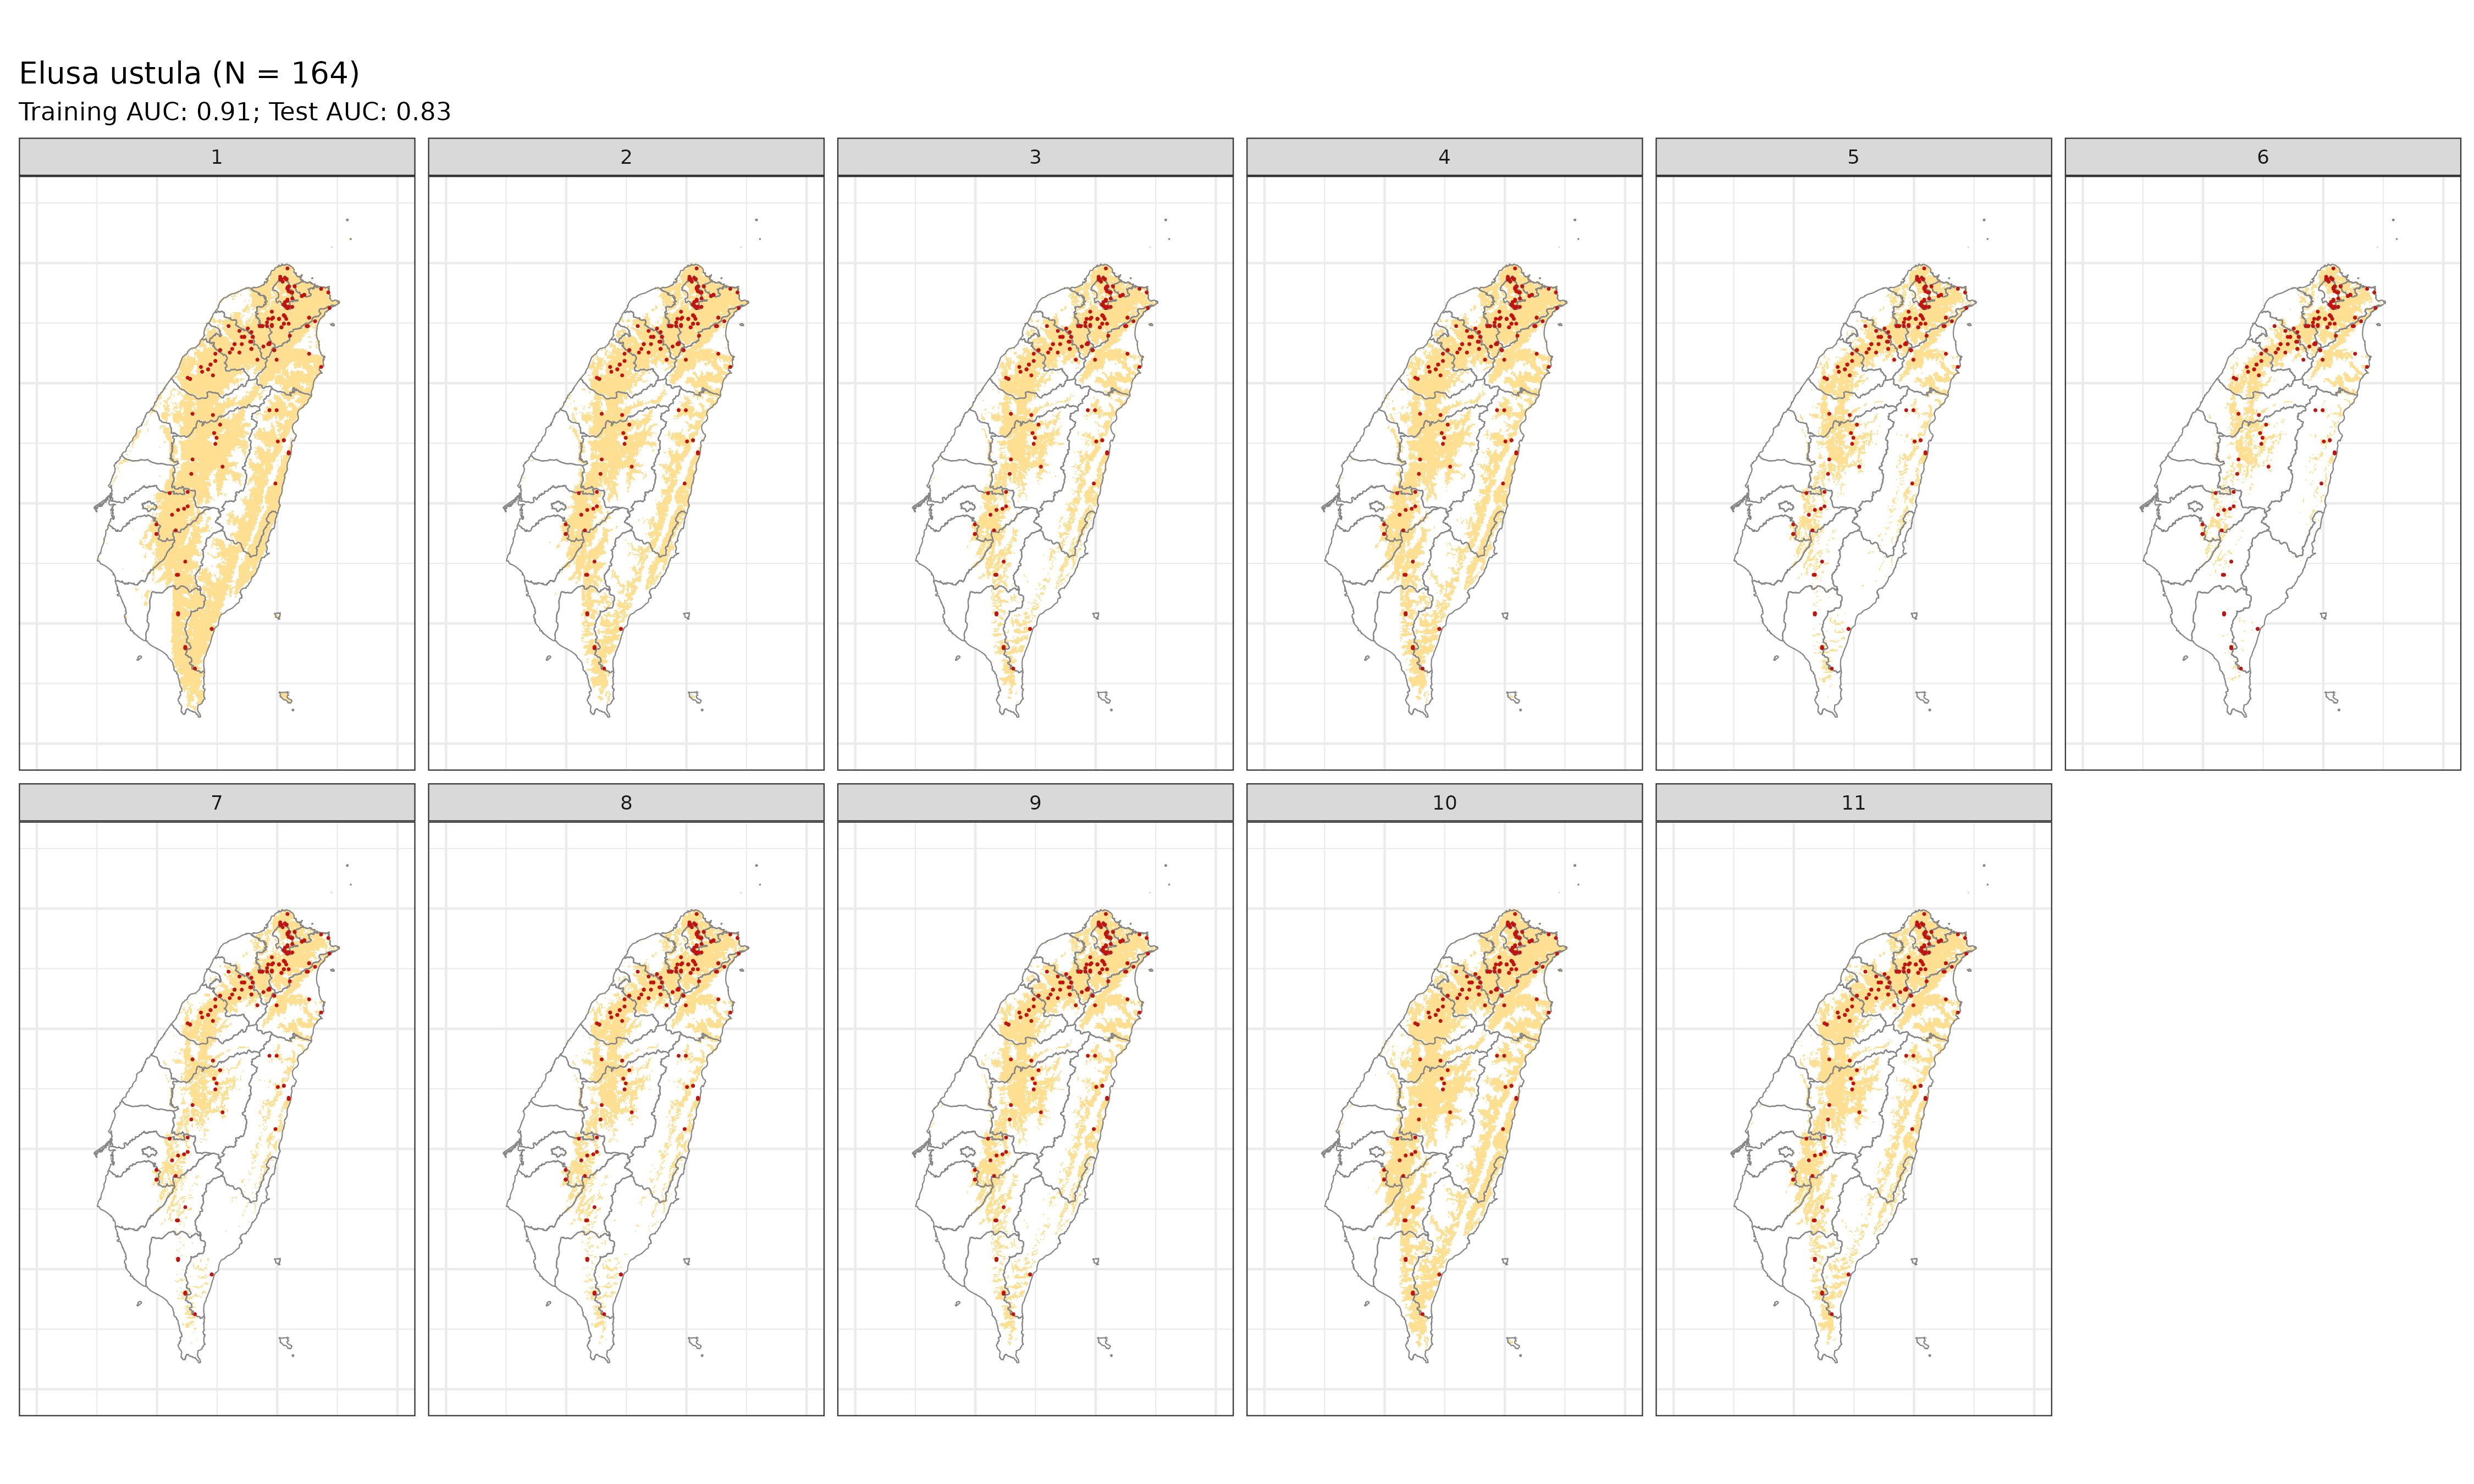 Elusa ustula (N = 164)
Training AUC: 0.91; Test AUC: 0.83
1 2 3 4 5 6
7 8 9 10 11